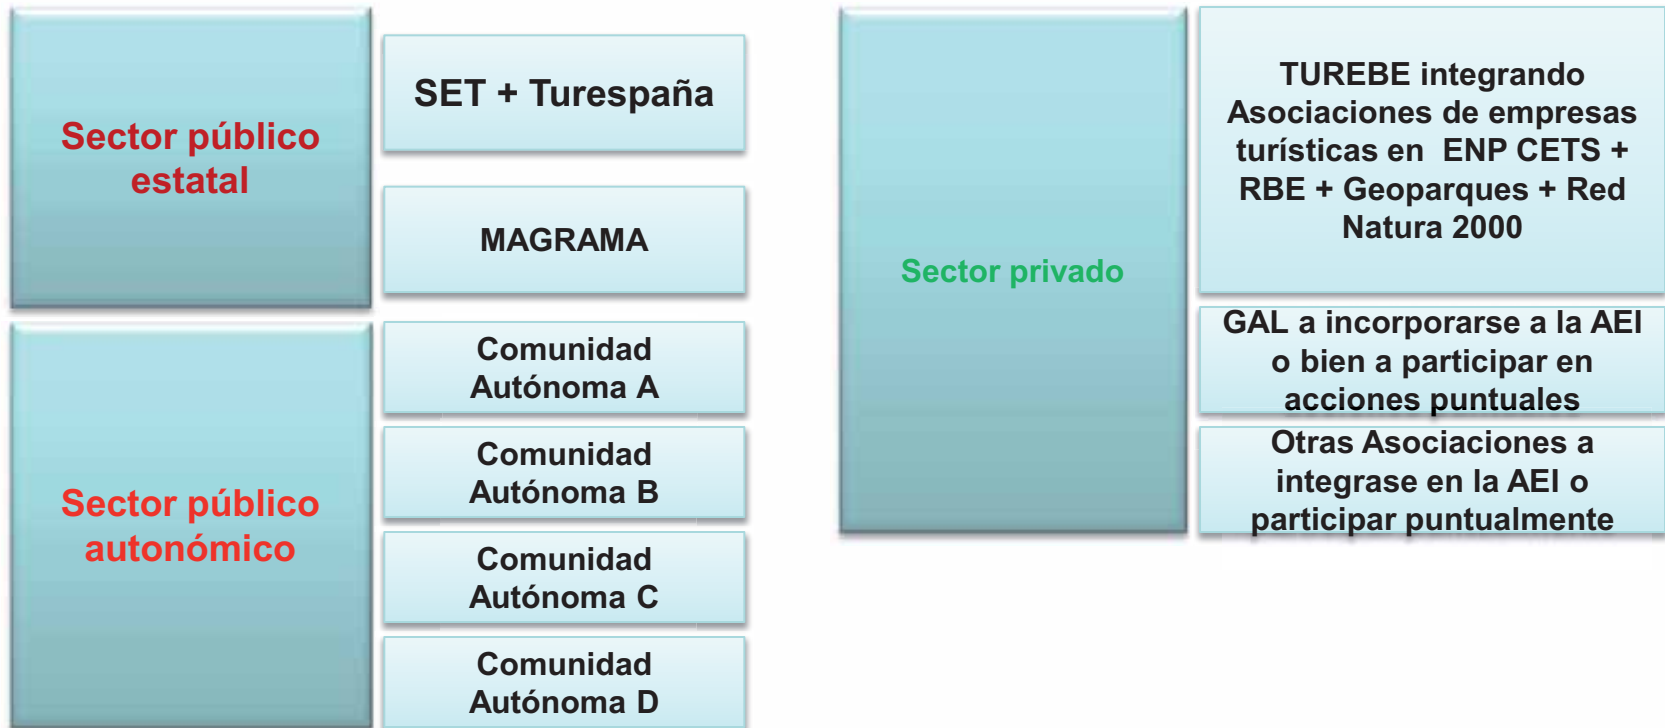 Sector público
estatal
SET + Turespaña
MAGRAMA
Sector público
autonómico
Comunidad
Autónoma A
Comunidad
Autónoma B
Comunidad
Autónoma C
Comunidad
Autónoma D
Sector privado
TUREBE integrando
Asociaciones de empresas
turísticas en ENP CETS +
RBE + Geoparques + Red
Natura 2000
GAL a incorporarse a la AEI
o bien a participar en
acciones puntuales
Otras Asociaciones a
integrase en la AEI o
participar puntualmente